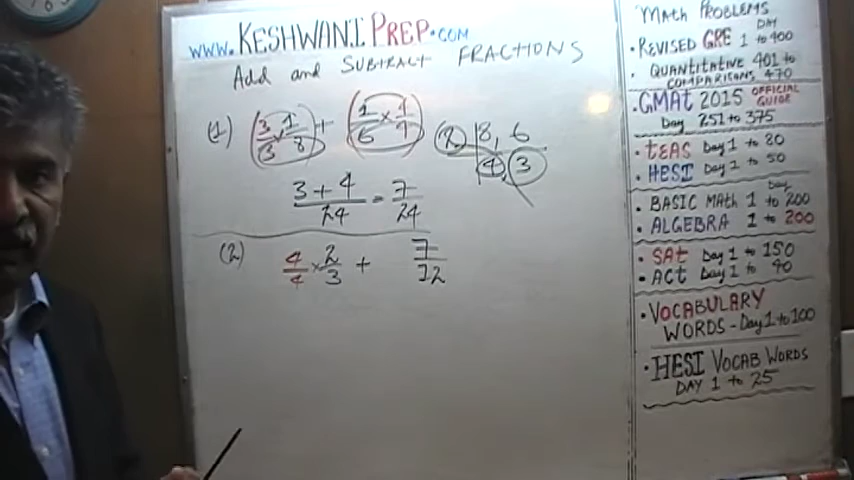 www.KESHWANIPREP.COM
Add and SUBTRACT FRACTIONS
(1) (3/3 × 1/8) + (1/6 × 4/4) (2) 8, 6
4, 3
3 + 4 / 24 = 7/24
(2) 4/4 × 2/3 + 7/12
MATH PROBLEMS
DAY
• REVISED GRE 1 to 400
• QUANTITATIVE 401 to
COMPARISONS 470
• GMAt 2015 OFFICIAL
GUIDE
Day 251 to 375
• tEAS Day 1 to 80
• HESI Day 1 to 50
Day
• BASIC MAth 1 to 200
• ALGEBRA 1 to 200
• SAt Day 1 to 150
• ACt Day 1 to 90
• VOCABULARY
WORDS - Day 1 to 100
• HESI VOCAB WORDS
DAY 1 to 25